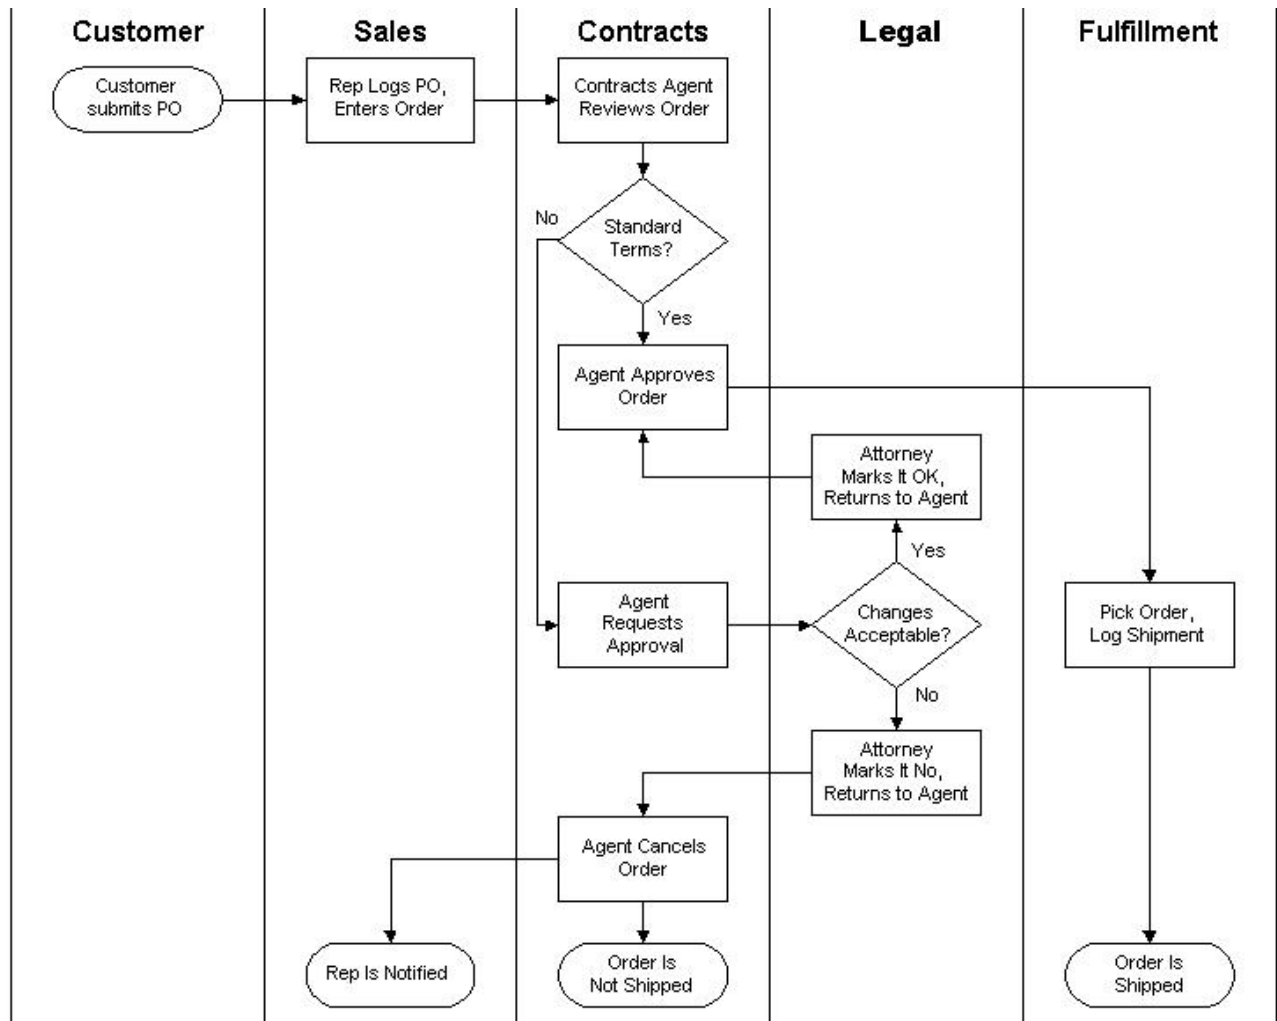 Customer
Sales
Contracts
Legal
Fulfillment
Customer
submits PO
Rep Logs PO,
Enters Order
Contracts Agent
Reviews Order
No
Standard
Terms?
Yes
Agent Approves
Order
Attorney
Marks It OK,
Returns to Agent
Yes
Agent
Requests
Approval
Changes
Acceptable?
Pick Order,
Log Shipment
No
Attorney
Marks It No,
Returns to Agent
Agent Cancels
Order
Rep Is Notified
Order Is
Not Shipped
Order Is
Shipped